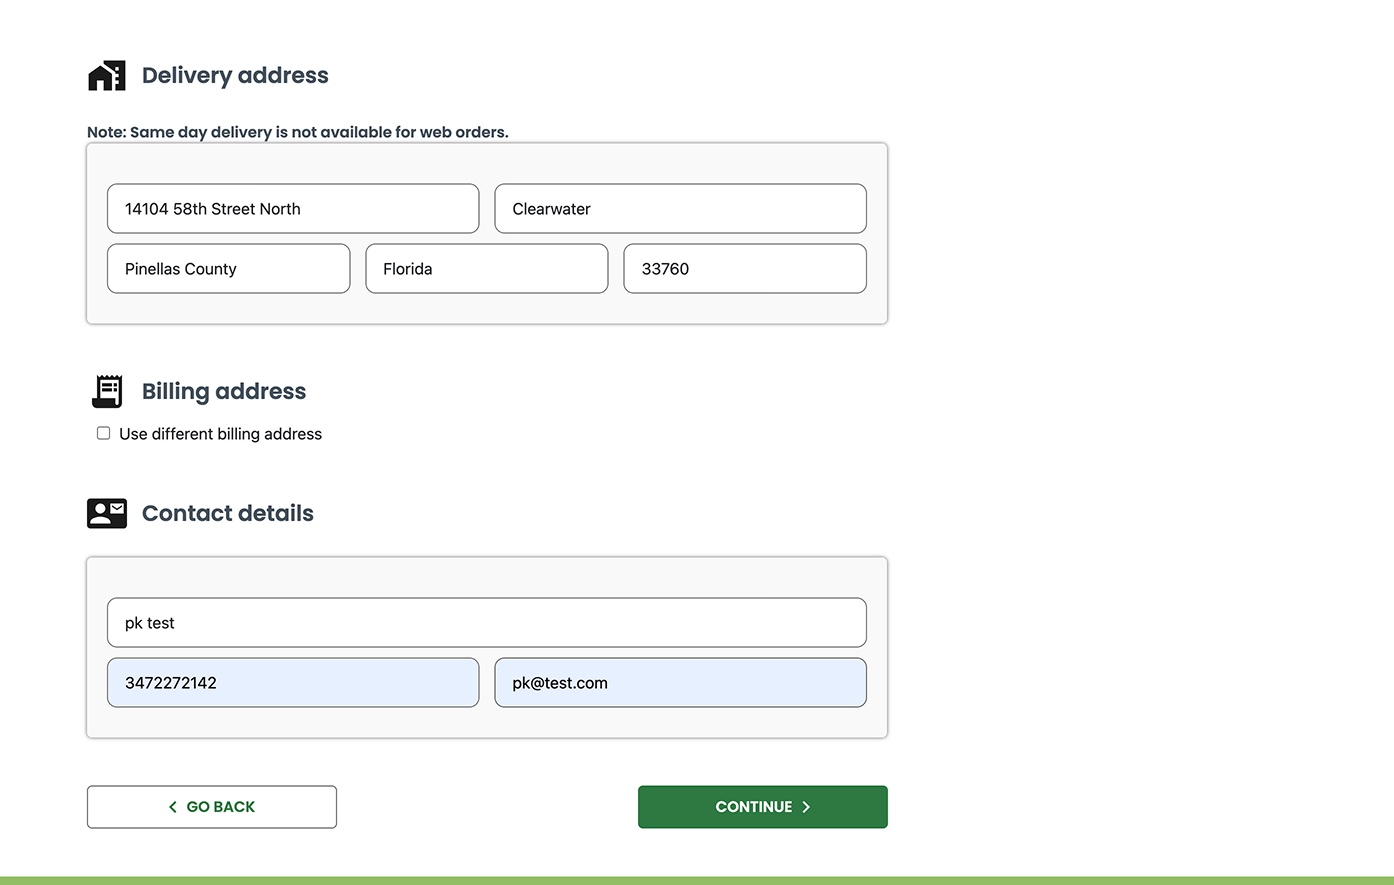 Delivery address
Note: Same day delivery is not available for web orders.
14104 58th Street North
Clearwater
Pinellas County
Florida
33760
Billing address
Use different billing address
Contact details
pk test
3472272142
pk@test.com
GO BACK
CONTINUE